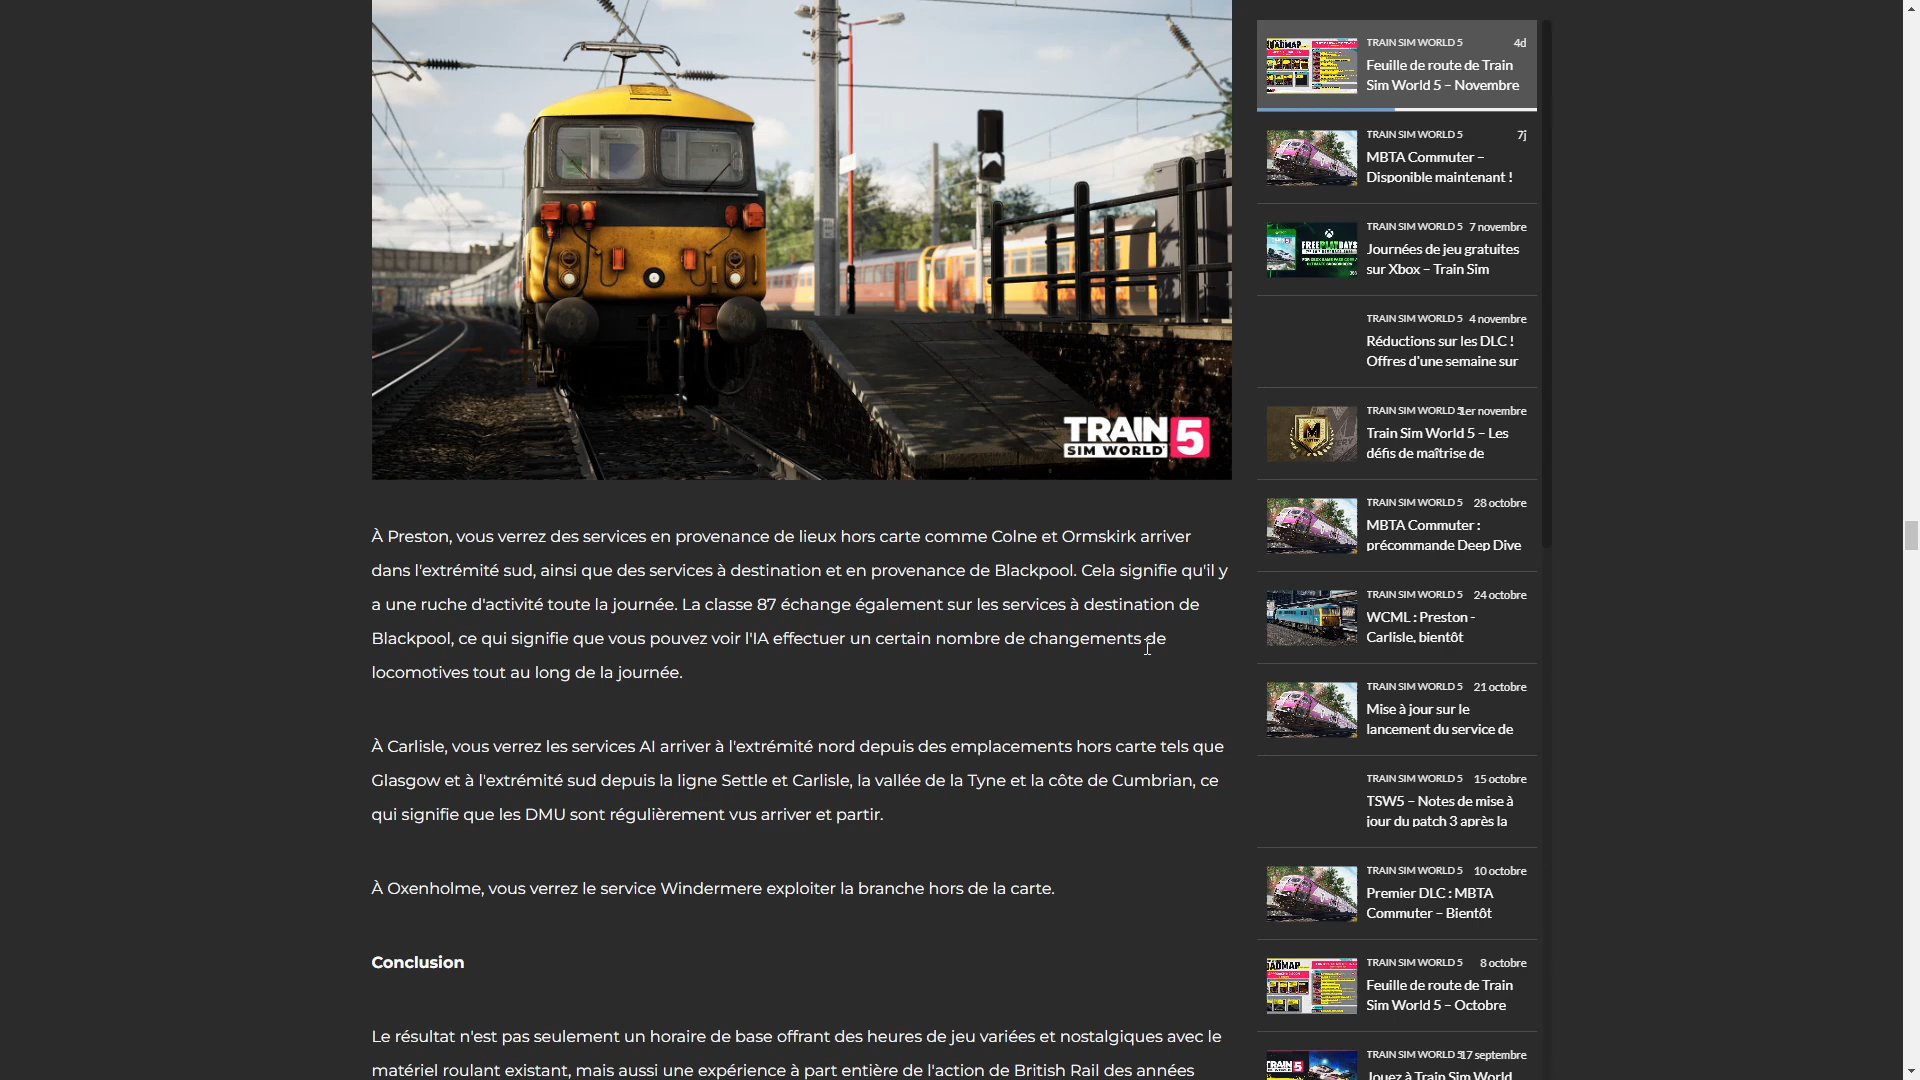 TRAIN
SIM WORLD
5
À Preston, vous verrez des services en provenance de lieux hors carte comme Colne et Ormskirk arriver
dans l'extrémité sud, ainsi que des services à destination et en provenance de Blackpool. Cela signifie qu'il y
a une ruche d'activité toute la journée. La classe 87 échange également sur les services à destination de
Blackpool, ce qui signifie que vous pouvez voir l'IA effectuer un certain nombre de changements de
locomotives tout au long de la journée.
À Carlisle, vous verrez les services AI arriver à l'extrémité nord depuis des emplacements hors carte tels que
Glasgow et à l'extrémité sud depuis la ligne Settle et Carlisle, la vallée de la Tyne et la côte de Cumbrian, ce
qui signifie que les DMU sont régulièrement vus arriver et partir.
À Oxenholme, vous verrez le service Windermere exploiter la branche hors de la carte.
Conclusion
Le résultat n'est pas seulement un horaire de base offrant des heures de jeu variées et nostalgiques avec le
matériel roulant existant, mais aussi une expérience à part entière de l'action de British Rail des années
TRAIN SIM WORLD 5 4d
Feuille de route de Train
Sim World 5 – Novembre
TRAIN SIM WORLD 5 7j
MBTA Commuter –
Disponible maintenant !
TRAIN SIM WORLD 5 7 novembre
FREE PLAY DAYS
Journées de jeu gratuites
sur Xbox – Train Sim
TRAIN SIM WORLD 5 4 novembre
Réductions sur les DLC !
Offres d'une semaine sur
TRAIN SIM WORLD 5 1er novembre
Train Sim World 5 – Les
défis de maîtrise de
TRAIN SIM WORLD 5 28 octobre
MBTA Commuter :
précommande Deep Dive
TRAIN SIM WORLD 5 24 octobre
WCML : Preston -
Carlisle, bientôt
TRAIN SIM WORLD 5 21 octobre
Mise à jour sur le
lancement du service de
TRAIN SIM WORLD 5 15 octobre
TSW5 – Notes de mise à
jour du patch 3 après la
TRAIN SIM WORLD 5 10 octobre
Premier DLC : MBTA
Commuter – Bientôt
TRAIN SIM WORLD 5 8 octobre
Feuille de route de Train
Sim World 5 – Octobre
TRAIN SIM WORLD 5 17 septembre
Jouez à Train Sim World